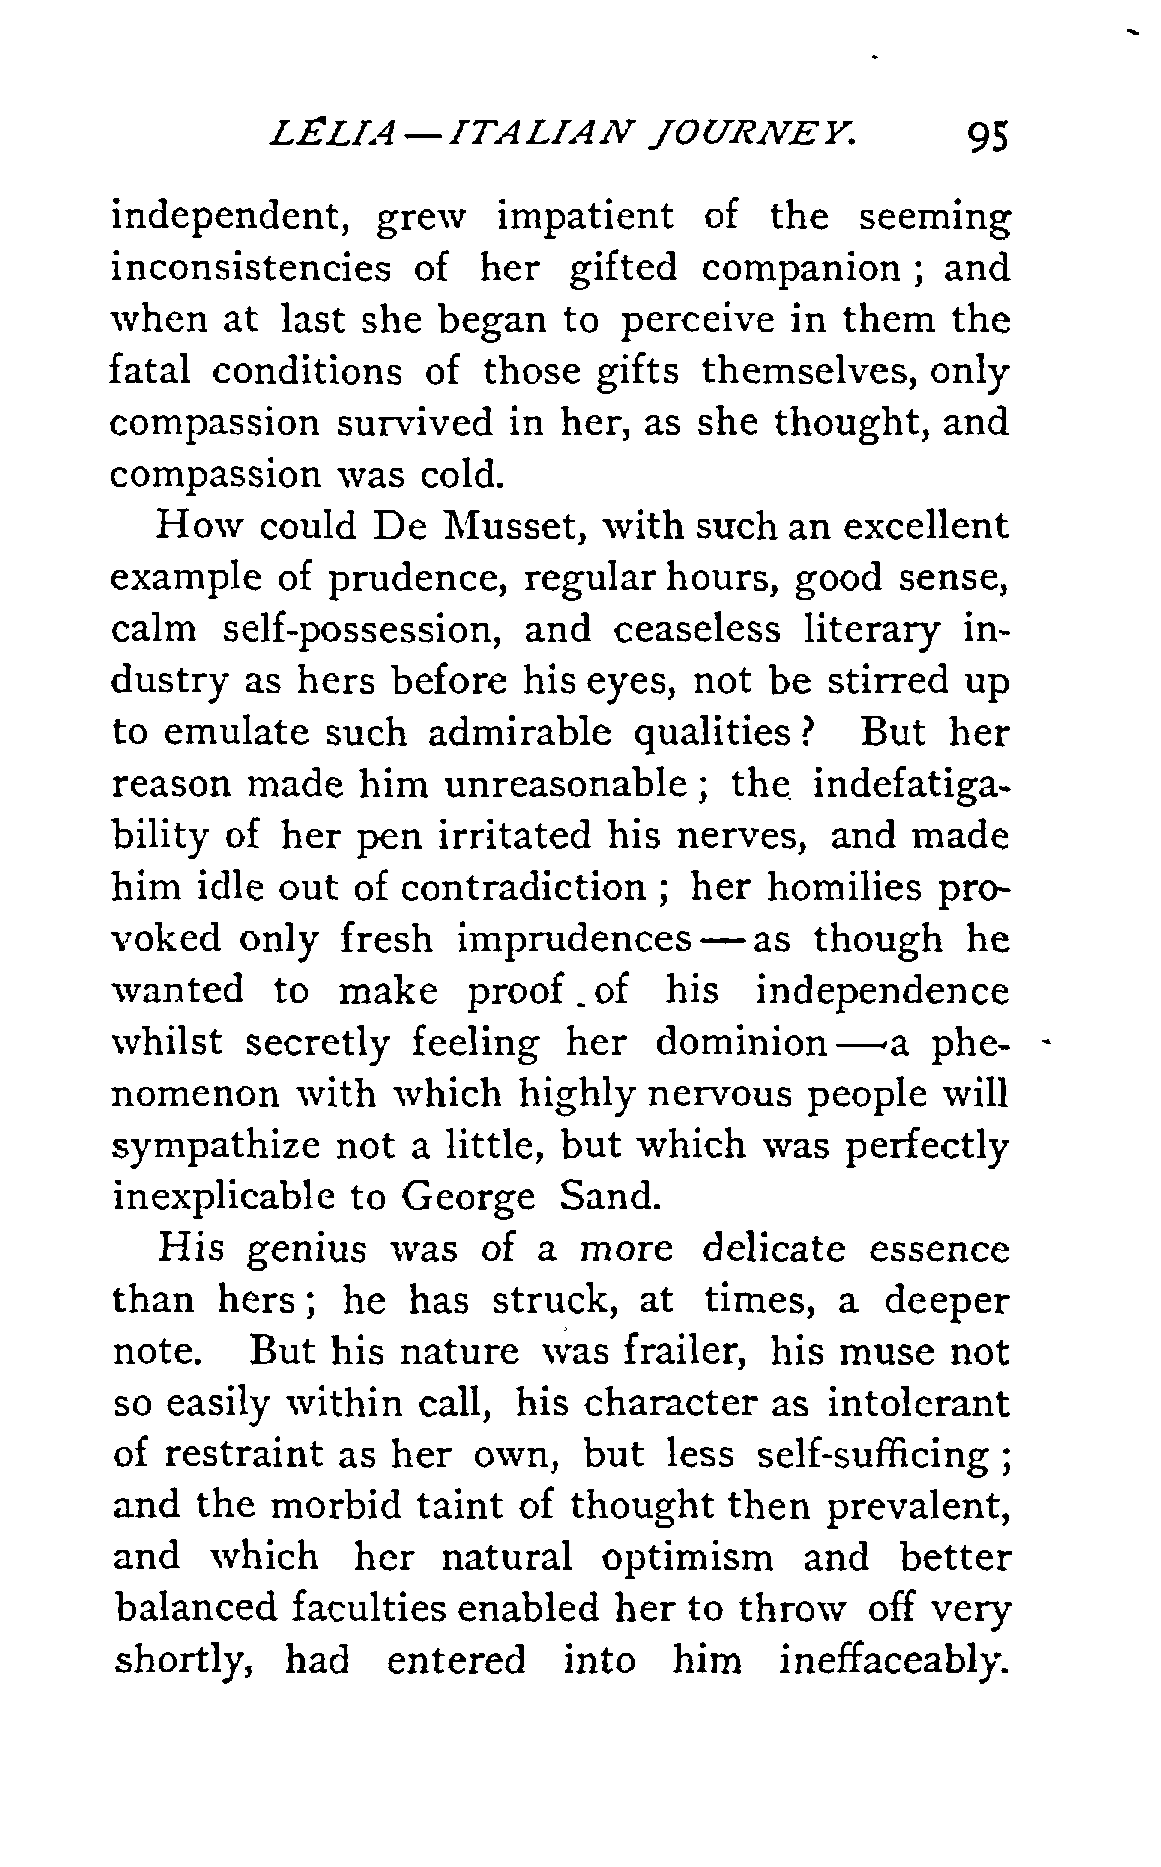 LÉLIA—ITALIAN JOURNEY. 95
independent, grew impatient of the seeming
inconsistencies of her gifted companion ; and
when at last she began to perceive in them the
fatal conditions of those gifts themselves, only
compassion survived in her, as she thought, and
compassion was cold.
How could De Musset, with such an excellent
example of prudence, regular hours, good sense,
calm self-possession, and ceaseless literary in-
dustry as hers before his eyes, not be stirred up
to emulate such admirable qualities ? But her
reason made him unreasonable ; the indefatiga-
bility of her pen irritated his nerves, and made
him idle out of contradiction ; her homilies pro-
voked only fresh imprudences—as though he
wanted to make proof of his independence
whilst secretly feeling her dominion—a phe-
nomenon with which highly nervous people will
sympathize not a little, but which was perfectly
inexplicable to George Sand.
His genius was of a more delicate essence
than hers ; he has struck, at times, a deeper
note. But his nature was frailer, his muse not
so easily within call, his character as intolerant
of restraint as her own, but less self-sufficing ;
and the morbid taint of thought then prevalent,
and which her natural optimism and better
balanced faculties enabled her to throw off very
shortly, had entered into him ineffaceably.